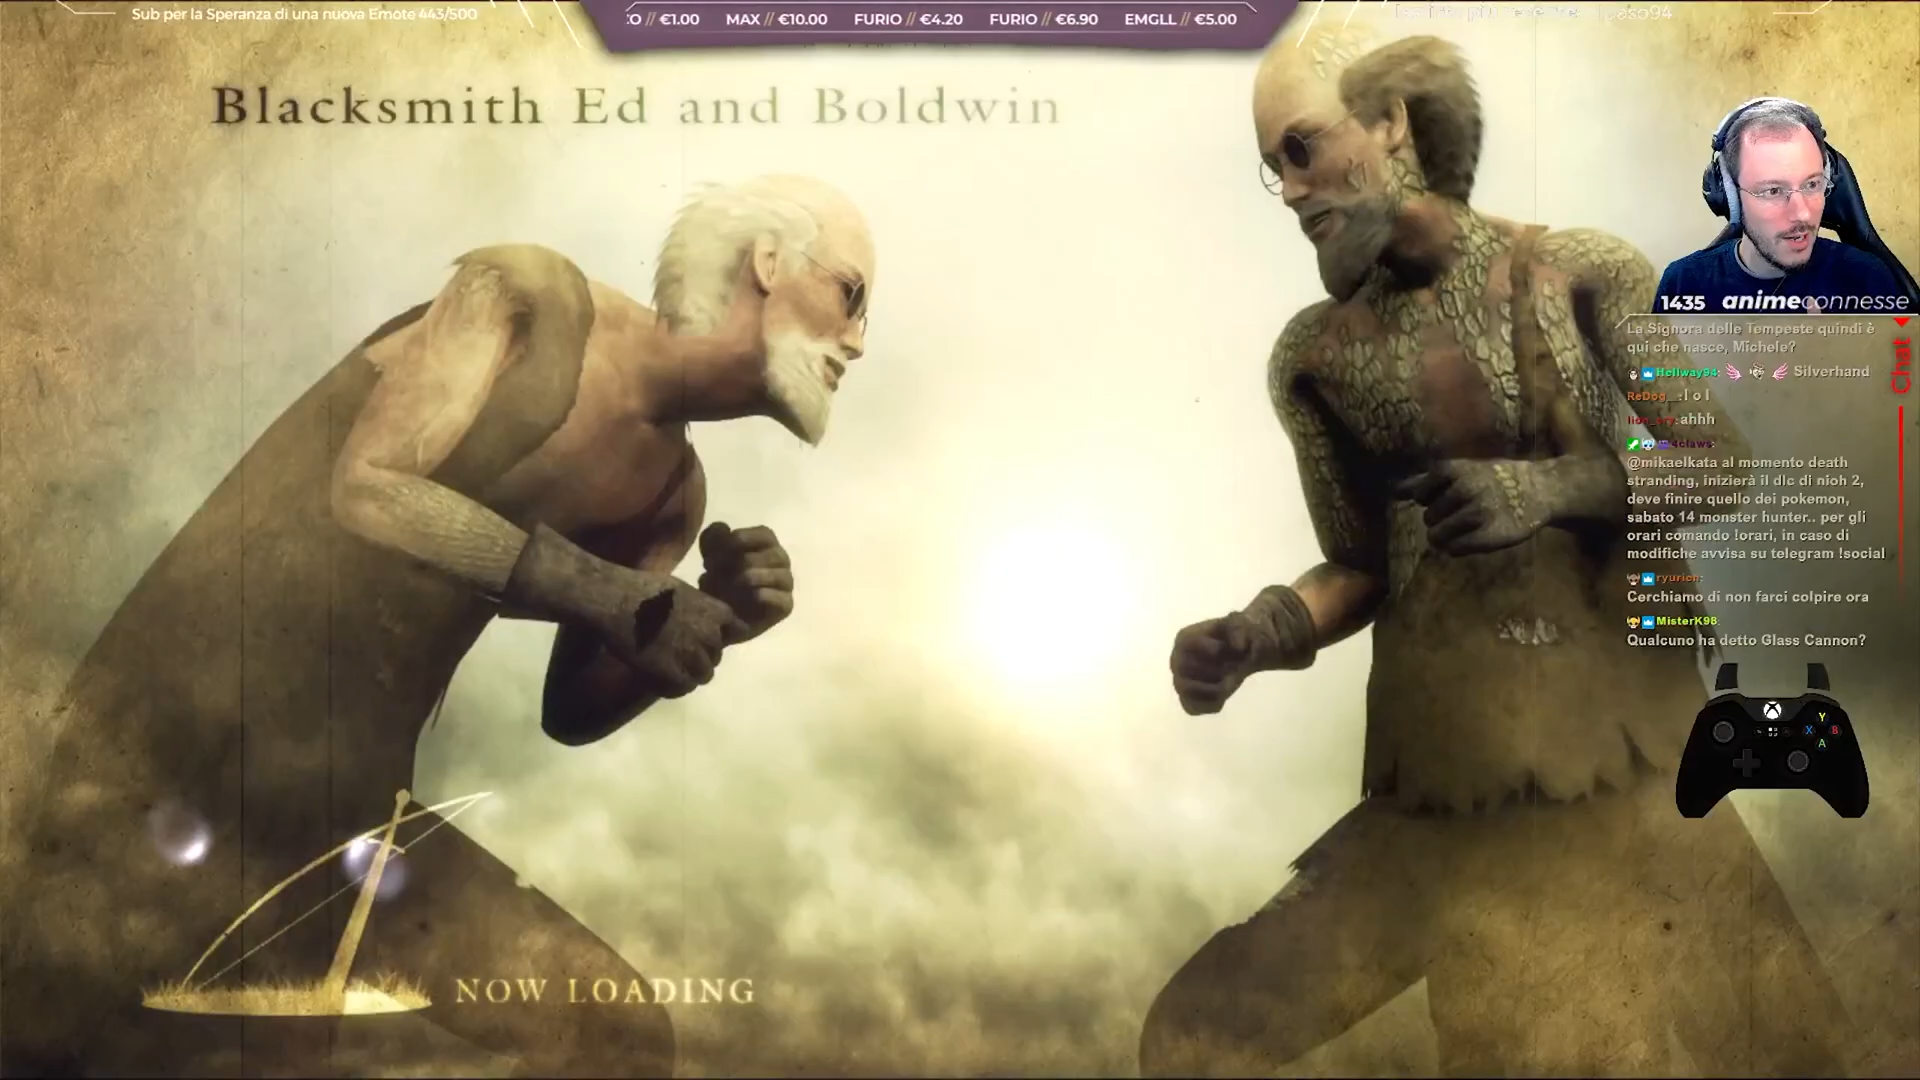 Sub per la Speranza di una nuova Emote 443/500
€1.00 MAX // €10.00 FURIO // €4.20 FURIO // €6.90 EMGLL // €5.00
Blacksmith Ed and Boldwin
1435 animeconnesse
La Signora delle Tempeste quindi è
qui che nasce, Michele?
Hellway94: Silverhand
ReDog_: l o l
ahhh
4claws:
@mikaelkata al momento death
stranding, inizierà il dlc di nioh 2,
deve finire quello dei pokemon,
sabato 14 monster hunter.. per gli
orari comando !orari, in caso di
modifiche avvisa su telegram !social
Cerchiamo di non farci colpire ora
MisterK98:
Qualcuno ha detto Glass Cannon?
Chat
Y
X B
A
NOW LOADING